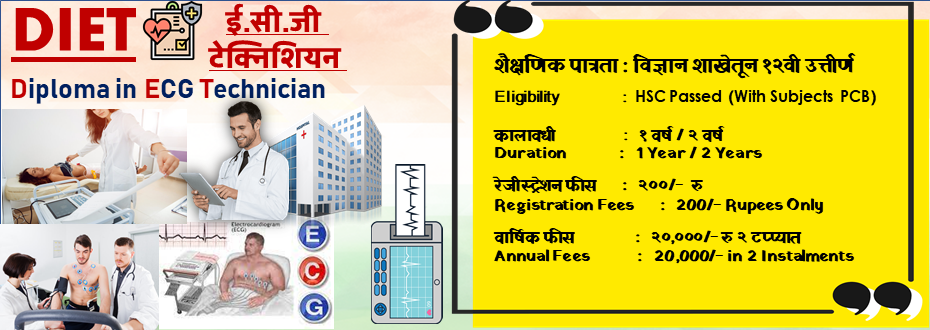 DIET
ई.सी.जी
टेक्निशियन
Diploma in ECG Technician
HOSPITAL
Electrocardiogram
(ECG)
E
C
G
शैक्षणिक पात्रता : विज्ञान शाखेतून १२वी उत्तीर्ण
Eligibility : HSC Passed (With Subjects PCB)
कालावधी : १ वर्ष / २ वर्ष
Duration : 1 Year / 2 Years
रेजीस्ट्रेशन फीस : २००/- रु
Registration Fees : 200/- Rupees Only
वार्षिक फीस : २०,०००/- रु २ टप्प्यात
Annual Fees : 20,000/- in 2 Instalments